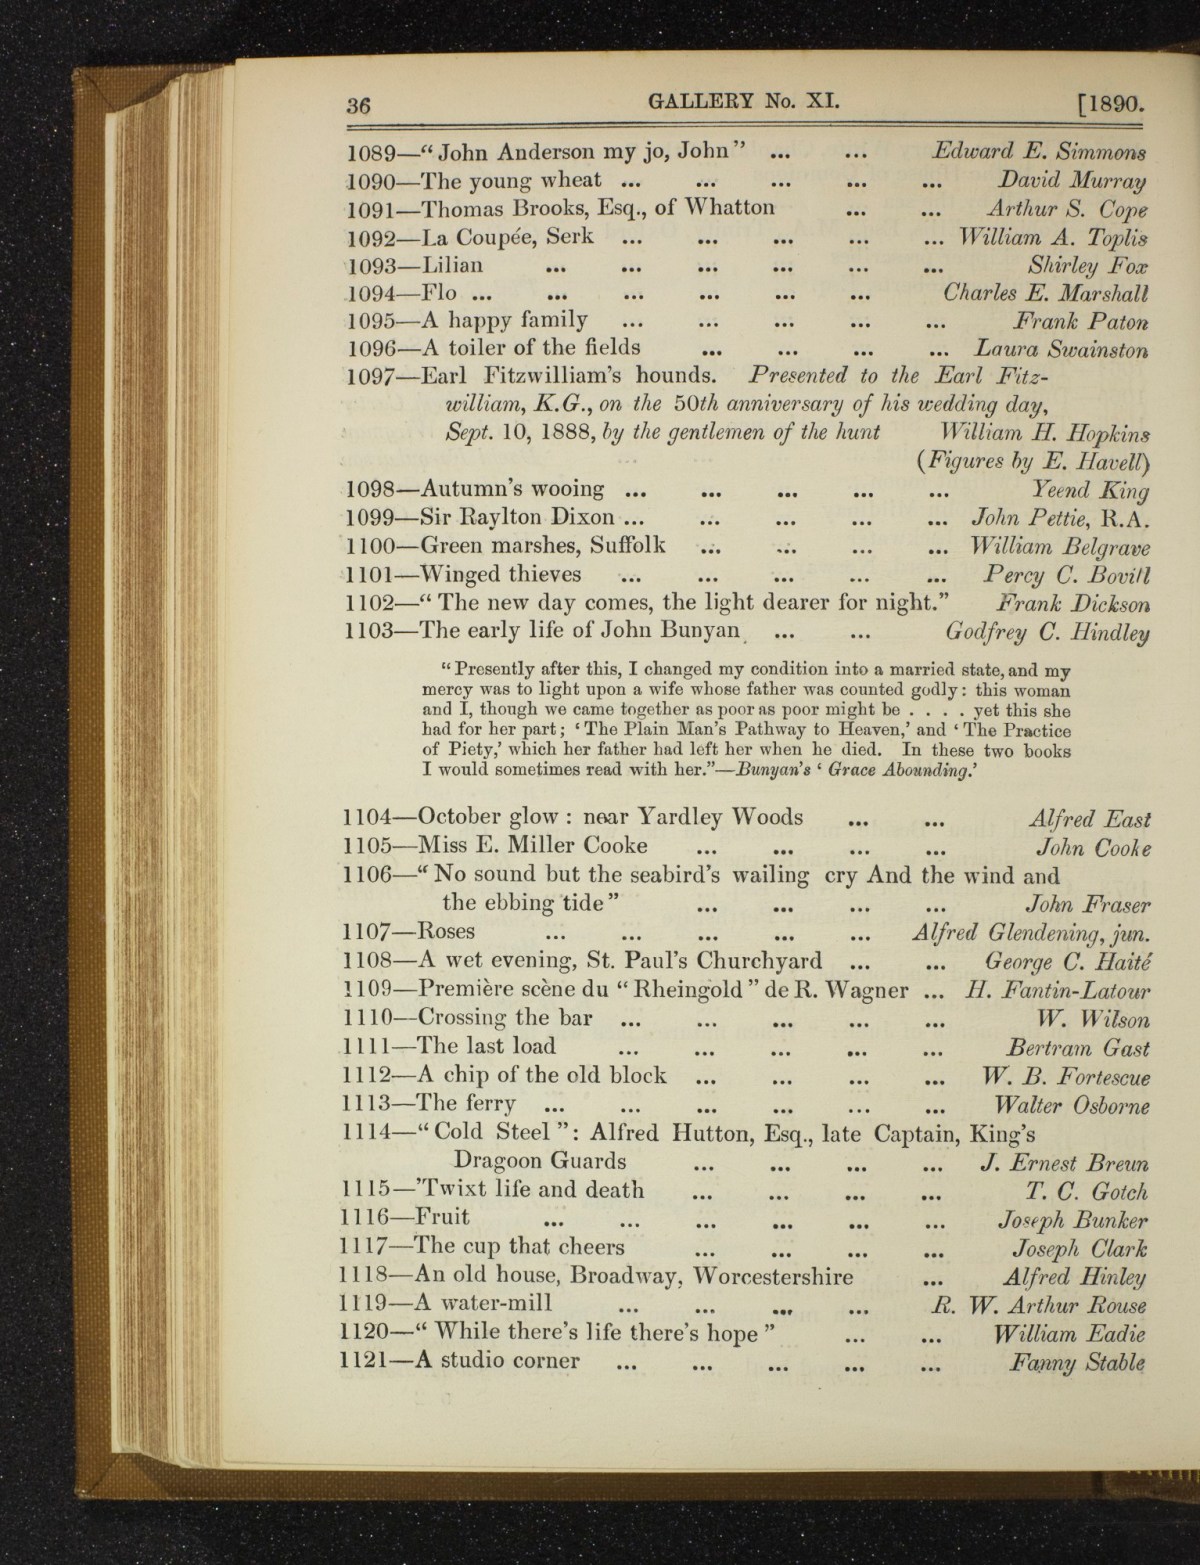 36 GALLERY No. XI. [1890.
1089—“John Anderson my jo, John” ... ... Edward E. Simmons
1090—The young wheat ... ... ... ... ... David Murray
1091—Thomas Brooks, Esq., of Whatton ... ... Arthur S. Cope
1092—La Coupée, Serk ... ... ... ... ... William A. Toplis
1093—Lilian ... ... ... ... ... ... Shirley Fox
1094—Flo ... ... ... ... ... ... Charles E. Marshall
1095—A happy family ... ... ... ... ... Frank Paton
1096—A toiler of the fields ... ... ... ... Laura Swainston
1097—Earl Fitzwilliam’s hounds. Presented to the Earl Fitz-
william, K.G., on the 50th anniversary of his wedding day,
Sept. 10, 1888, by the gentlemen of the hunt William H. Hopkins
(Figures by E. Havell)
1098—Autumn’s wooing ... ... ... ... ... Yeend King
1099—Sir Raylton Dixon ... ... ... ... ... John Pettie, R.A.
1100—Green marshes, Suffolk ... ... ... ... William Belgrave
1101—Winged thieves ... ... ... ... ... Percy C. Bovill
1102—“The new day comes, the light dearer for night.” Frank Dickson
1103—The early life of John Bunyan ... ... Godfrey C. Hindley
“Presently after this, I changed my condition into a married state, and my
mercy was to light upon a wife whose father was counted godly: this woman
and I, though we came together as poor as poor might be . . . . yet this she
had for her part; ‘The Plain Man’s Pathway to Heaven,’ and ‘The Practice
of Piety,’ which her father had left her when he died. In these two books
I would sometimes read with her.”—Bunyan’s ‘Grace Abounding.’
1104—October glow: near Yardley Woods ... ... Alfred East
1105—Miss E. Miller Cooke ... ... ... ... John Cooke
1106—“No sound but the seabird’s wailing cry And the wind and
the ebbing tide” ... ... ... ... John Fraser
1107—Roses ... ... ... ... ... Alfred Glendening, jun.
1108—A wet evening, St. Paul’s Churchyard ... ... George C. Haité
1109—Première scène du “Rheingold” de R. Wagner ... H. Fantin-Latour
1110—Crossing the bar ... ... ... ... ... W. Wilson
1111—The last load ... ... ... ... ... Bertram Gast
1112—A chip of the old block ... ... ... ... W. B. Fortescue
1113—The ferry ... ... ... ... ... ... Walter Osborne
1114—“Cold Steel”: Alfred Hutton, Esq., late Captain, King’s
Dragoon Guards ... ... ... ... J. Ernest Breun
1115—’Twixt life and death ... ... ... ... T. C. Gotch
1116—Fruit ... ... ... ... ... ... Joseph Bunker
1117—The cup that cheers ... ... ... ... Joseph Clark
1118—An old house, Broadway, Worcestershire ... Alfred Hinley
1119—A water-mill ... ... ... ... R. W. Arthur Rouse
1120—“While there’s life there’s hope” ... ... William Eadie
1121—A studio corner ... ... ... ... ... Fanny Stable